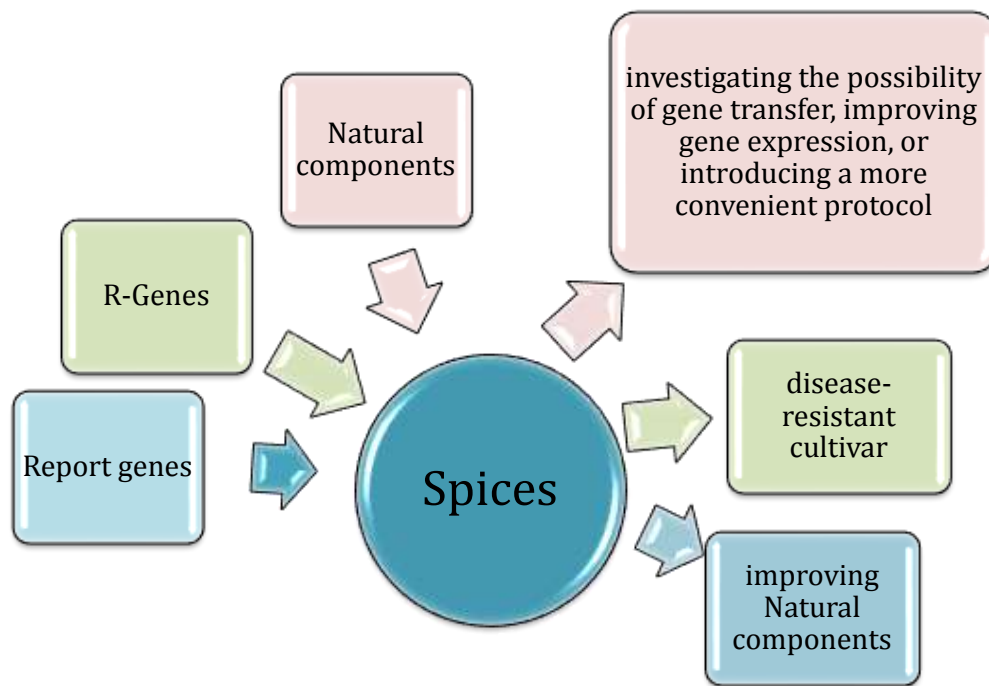 investigating the possibility
of gene transfer, improving
gene expression, or
introducing a more
convenient protocol
Natural
components
R-Genes
Report genes
Spices
disease-
resistant
cultivar
improving
Natural
components